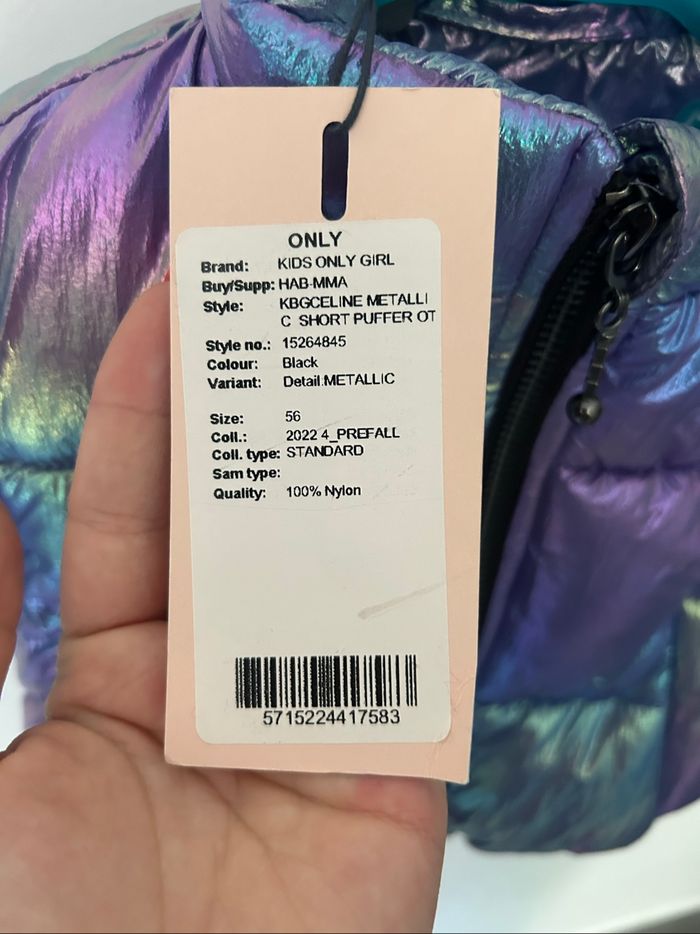 ONLY
Brand: KIDS ONLY GIRL
Buy/Supp: HAB-MMA
Style: KBGCELINE METALLI
C SHORT PUFFER OT
Style no.: 15264845
Colour: Black
Variant: Detail:METALLIC
Size: 56
Coll.: 2022 4_PREFALL
Coll. type: STANDARD
Sam type:
Quality: 100% Nylon
5715224417583